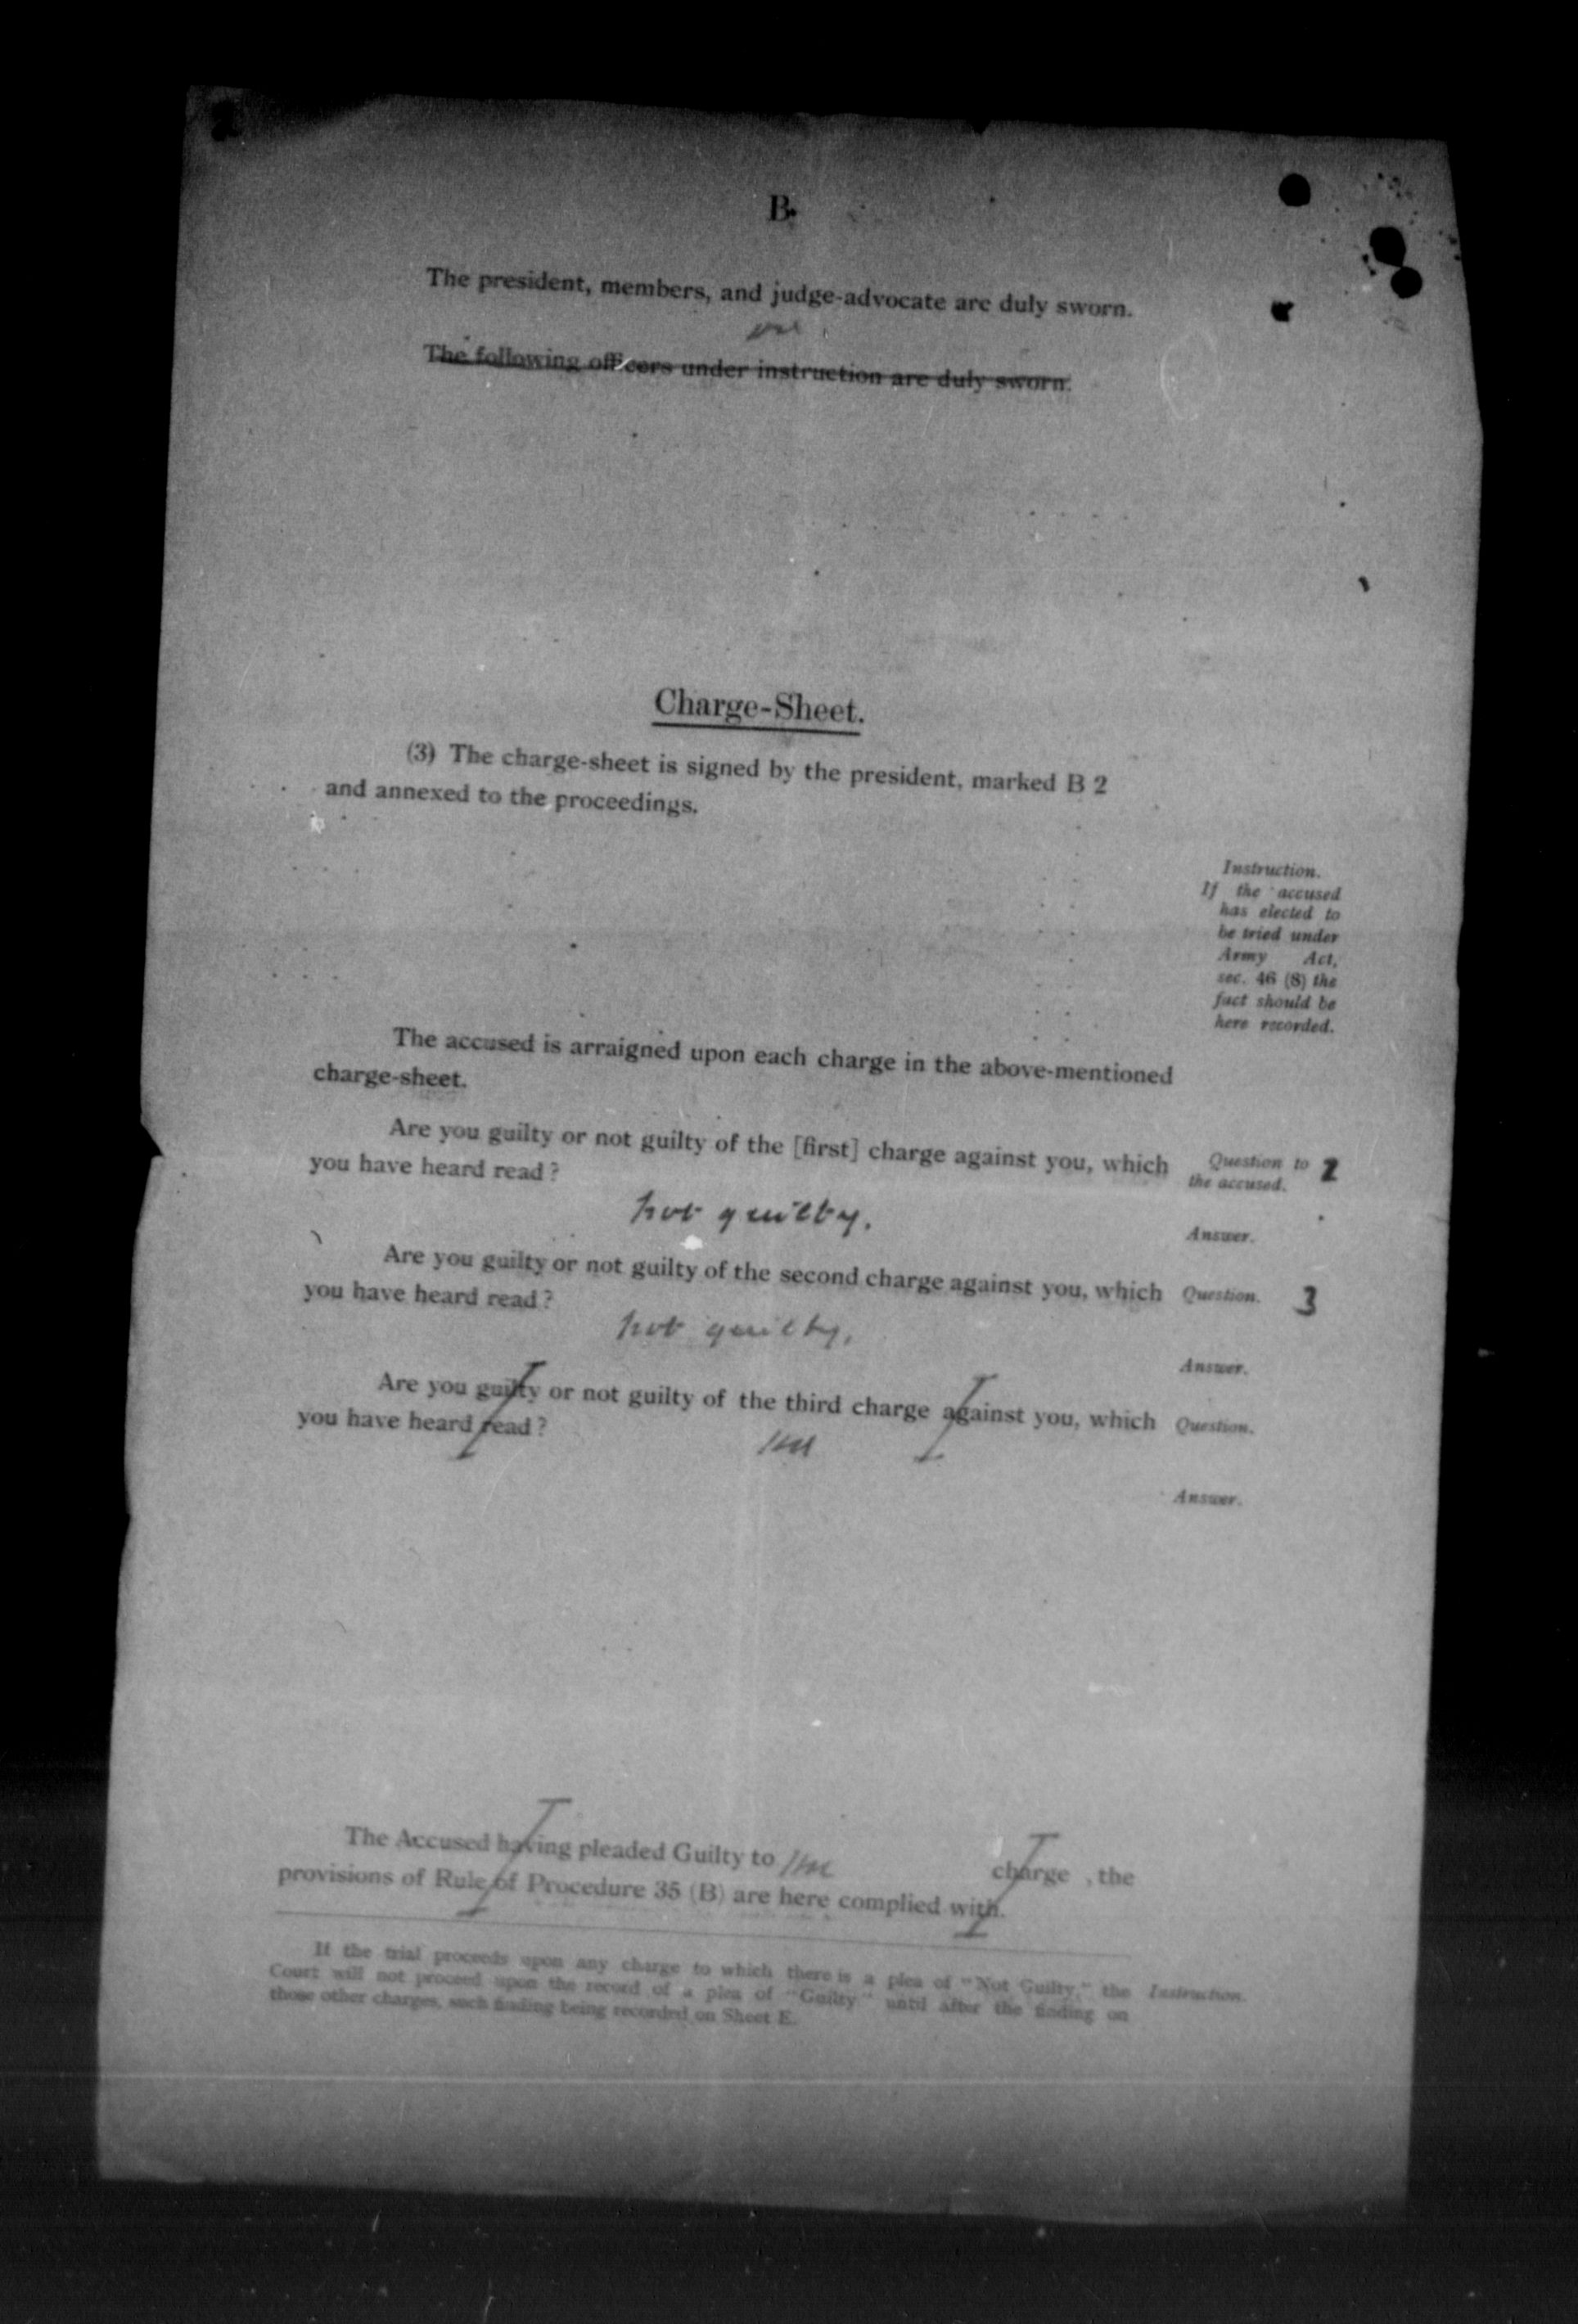 B.
The president, members, and judge-advocate are duly sworn.
The following officers under instruction are duly sworn.
Charge-Sheet.
(3) The charge-sheet is signed by the president, marked B 2
and annexed to the proceedings.
Instruction.
If the accused
has elected to
be tried under
Army Act,
sec. 46 (8) the
fact should be
here recorded.
The accused is arraigned upon each charge in the above-mentioned
charge-sheet.
Are you guilty or not guilty of the [first] charge against you, which
you have heard read?
Question to 2
the accused.
not guilty.
Answer.
Are you guilty or not guilty of the second charge against you, which
you have heard read?
Question. 3
not guilty.
Answer.
Are you guilty or not guilty of the third charge against you, which
you have heard read?
Question.
Answer.
The Accused having pleaded Guilty to charge , the
provisions of Rule of Procedure 35 (B) are here complied with.
If the trial proceeds upon any charge to which there is a plea of "Not Guilty," the
Court will not proceed upon the record of a plea of "Guilty" until after the finding on
those other charges, such finding being recorded on Sheet E.
Instruction.